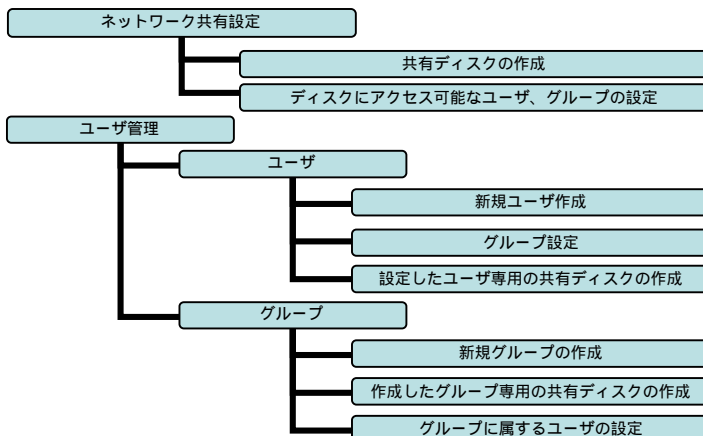 ネットワーク共有設定
共有ディスクの作成
ディスクにアクセス可能なユーザ、グループの設定
ユーザ管理
ユーザ
新規ユーザ作成
グループ設定
設定したユーザ専用の共有ディスクの作成
グループ
新規グループの作成
作成したグループ専用の共有ディスクの作成
グループに属するユーザの設定